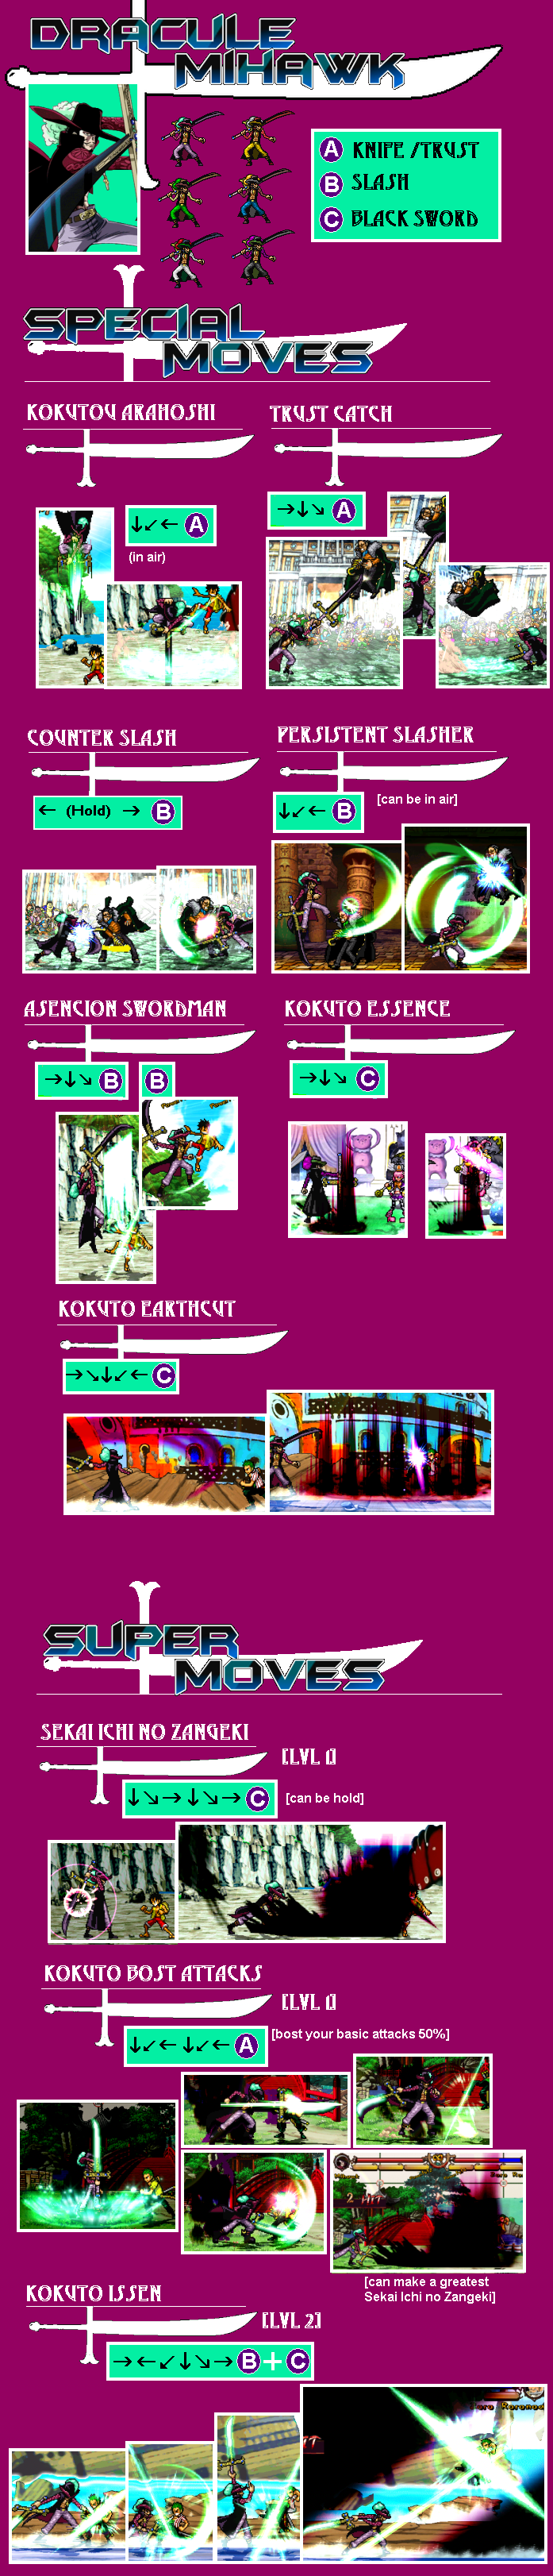 DRACULE
MIHAWK
A KNIFE /TRUST
B SLASH
C BLACK SWORD
SPECIAL
MOVES
KOKUTOU ARAHOSHI
↓↙← A
(in air)
TRUST CATCH
→↓↘ A
COUNTER SLASH
← (Hold) → B
PERSISTENT SLASHER
↓↙← B
[can be in air]
ASENCION SWORDMAN
→↓↘ B B
KOKUTO ESSENCE
→↓↘ C
KOKUTO EARTHCUT
→↘↓↙← C
SUPER
MOVES
SEKAI ICHI NO ZANGEKI
[LVL 1]
↓↘→↓↘→ C
[can be hold]
KOKUTO BOST ATTACKS
[LVL 1]
↓↙←↓↙← A
[bost your basic attacks 50%]
2 HIT
[can make a greatest
Sekai Ichi no Zangeki]
KOKUTO ISSEN
[LVL 2]
→←↙↓↘→ B+C